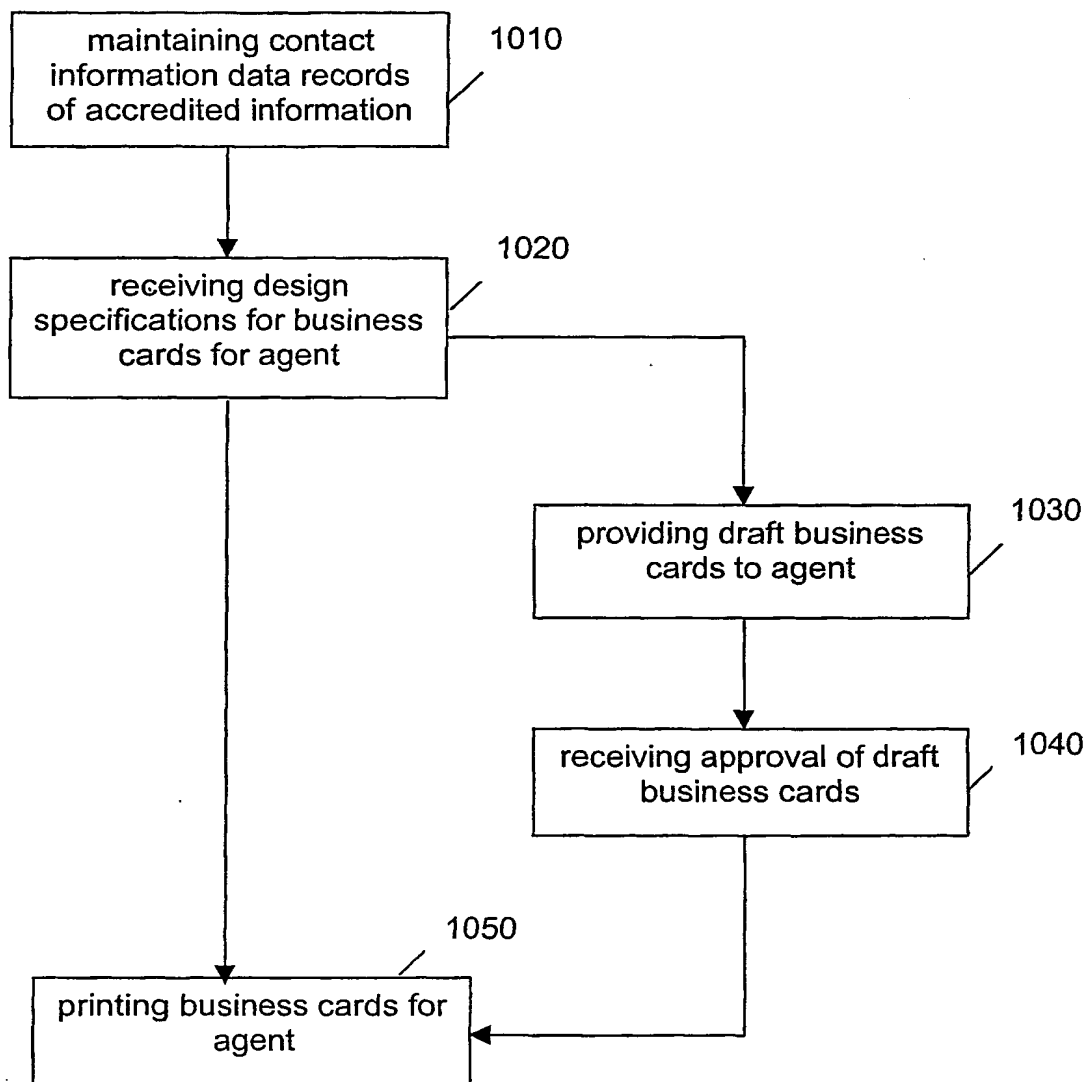 maintaining contact
information data records
of accredited information
1010
receiving design
specifications for business
cards for agent
1020
providing draft business
cards to agent
1030
receiving approval of draft
business cards
1040
printing business cards for
agent
1050